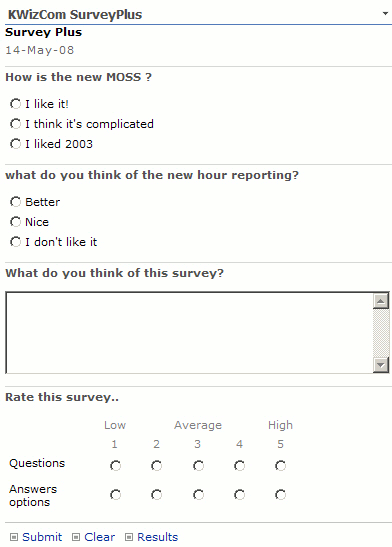 KWizCom SurveyPlus
Survey Plus
14-May-08
How is the new MOSS ?
I like it!
I think it's complicated
I liked 2003
what do you think of the new hour reporting?
Better
Nice
I don't like it
What do you think of this survey?
Rate this survey..
Low Average High
1 2 3 4 5
Questions
Answers
options
Submit Clear Results